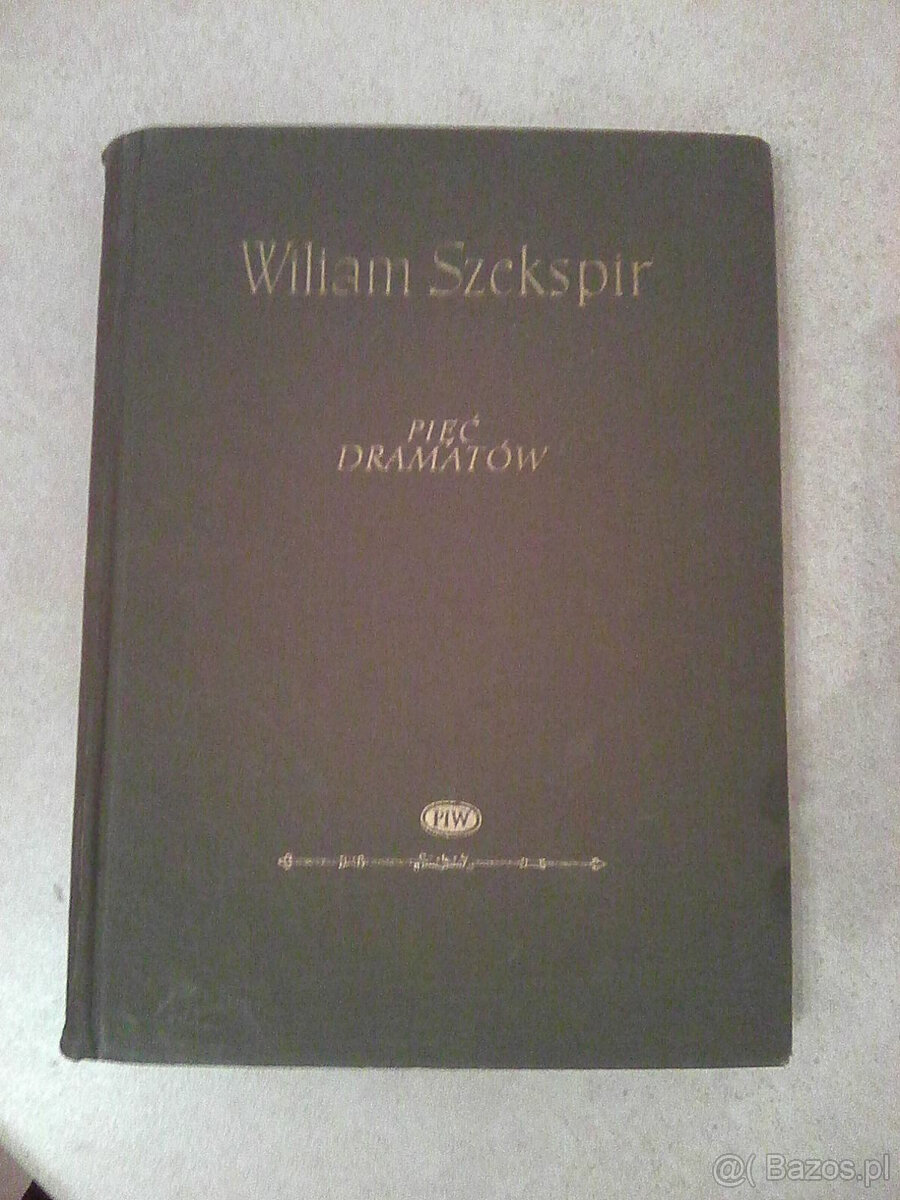 Wiliam Szekspir
PIĘĆ
DRAMATÓW
PIW
@( Bazos.pl